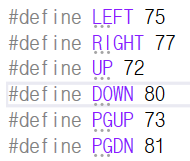 #define LEFT 75
#define RIGHT 77
#define UP 72
#define DOWN 80
#define PGUP 73
#define PGDN 81